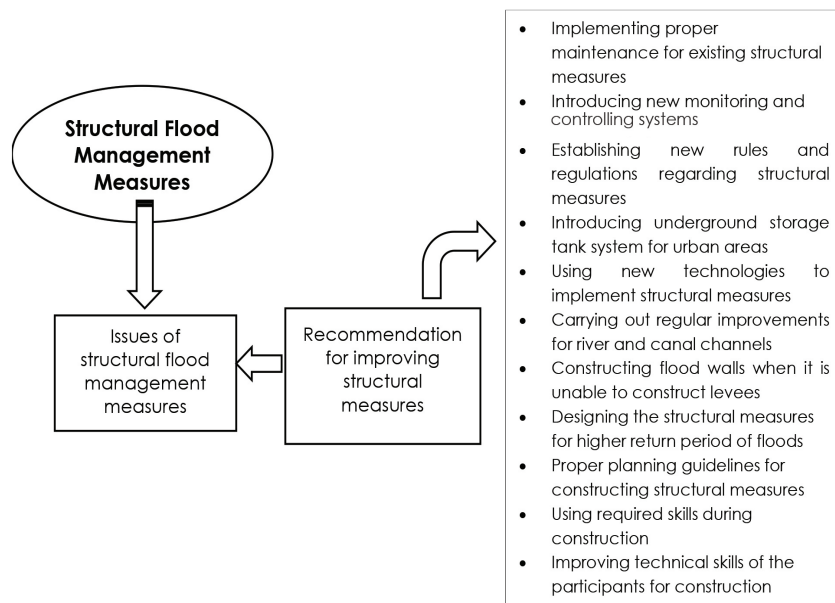 Structural Flood
Management
Measures
Issues of
structural flood
management
measures
Recommendation
for improving
structural
measures
• Implementing proper
maintenance for existing structural
measures
• Introducing new monitoring and
controlling systems
• Establishing new rules and
regulations regarding structural
measures
• Introducing underground storage
tank system for urban areas
• Using new technologies to
implement structural measures
• Carrying out regular improvements
for river and canal channels
• Constructing flood walls when it is
unable to construct levees
• Designing the structural measures
for higher return period of floods
• Proper planning guidelines for
constructing structural measures
• Using required skills during
construction
• Improving technical skills of the
participants for construction